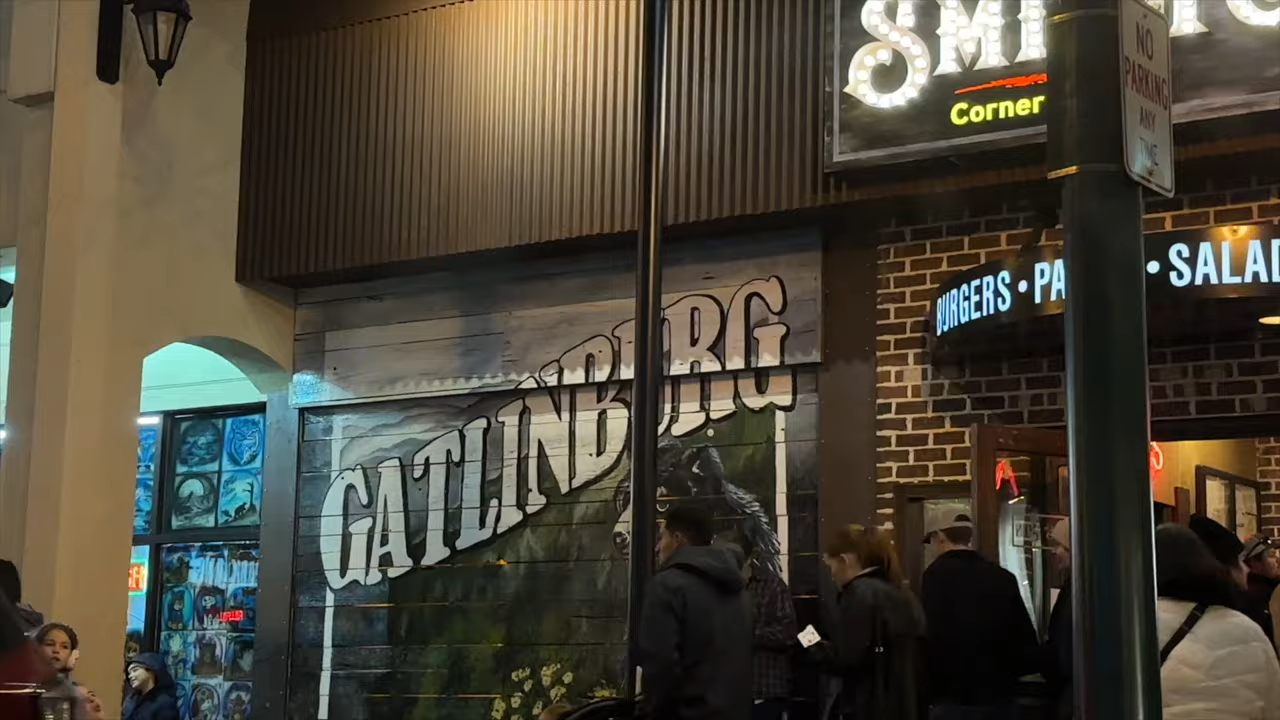 NO
PARKING
ANY
TIME
Corner
BURGERS • PA
• SALAD
GATLINBURG